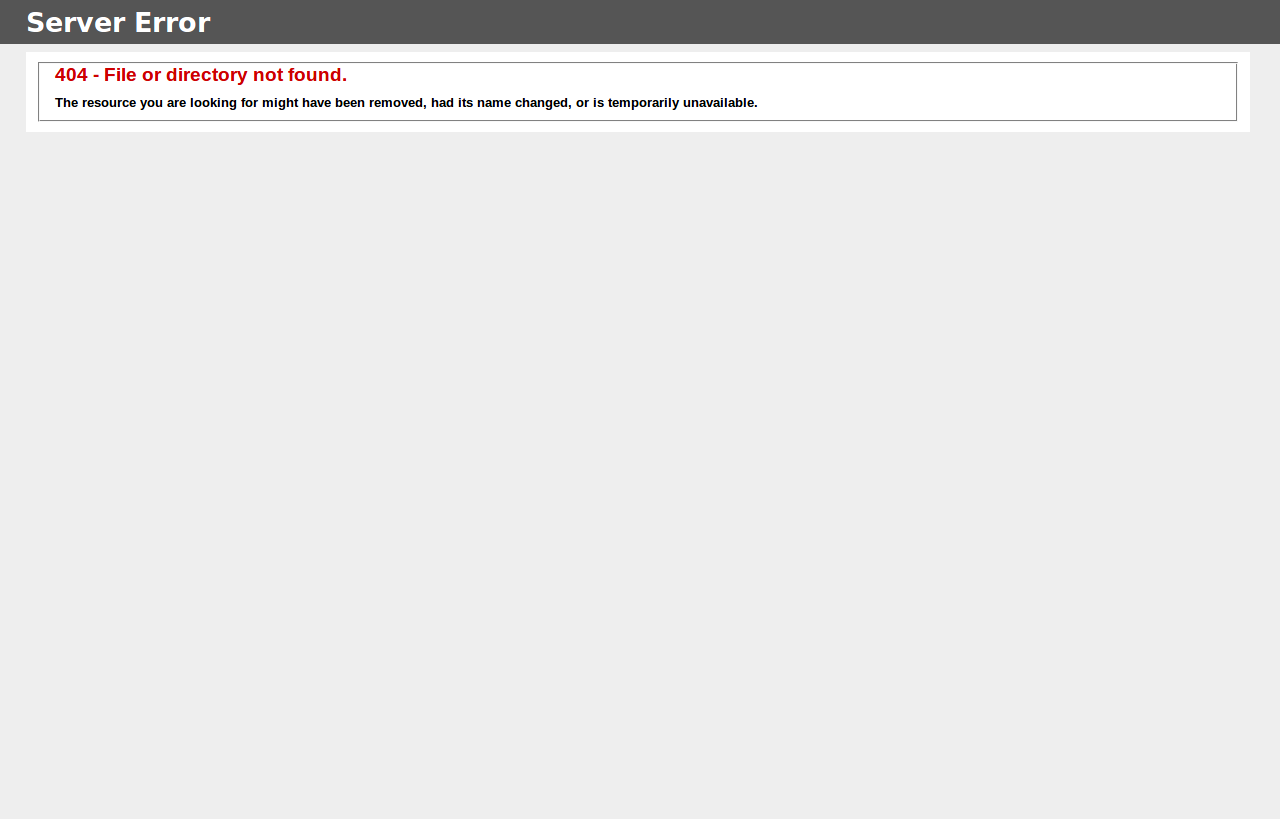 Server Error
404 - File or directory not found.
The resource you are looking for might have been removed, had its name changed, or is temporarily unavailable.